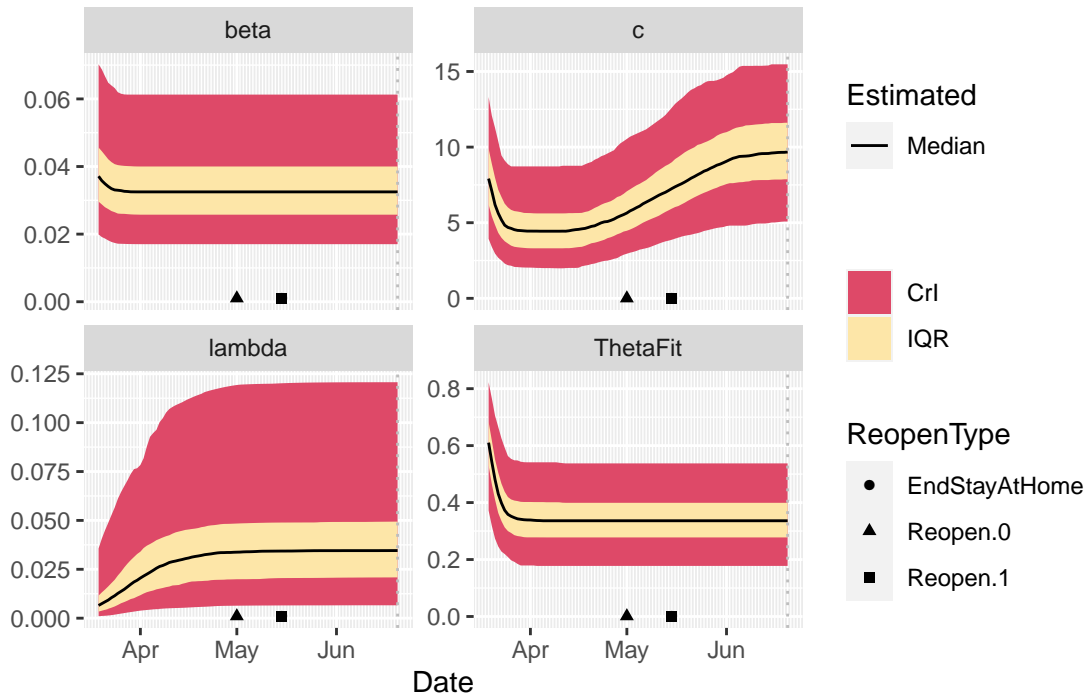 beta
c
0.06
0.04
0.02
0.00
15
10
5
0
lambda
ThetaFit
0.125
0.100
0.075
0.050
0.025
0.000
0.8
0.6
0.4
0.2
0.0
Apr May Jun
Apr May Jun
Date
Estimated
Median
CrI
IQR
ReopenType
EndStayAtHome
Reopen.0
Reopen.1